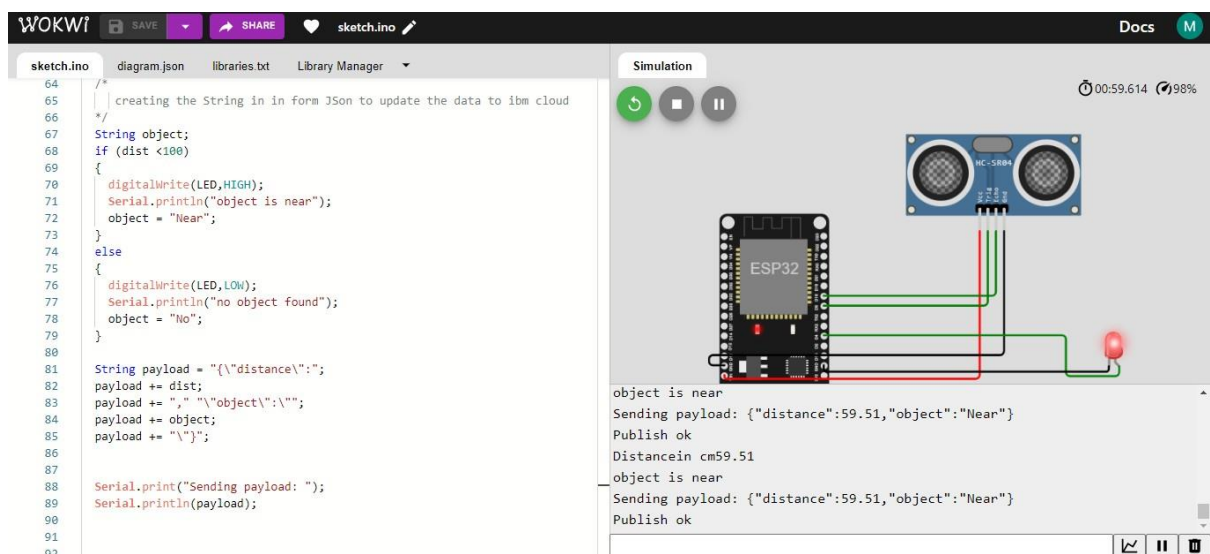 WOKWI SAVE SHARE sketch.ino Docs M
sketch.ino diagram.json libraries.txt Library Manager
Simulation
00:59.614 98%
64 /*
65 creating the String in in form JSon to update the data to ibm cloud
66 */
67 String object;
68 if (dist <100)
69 {
70 digitalWrite(LED,HIGH);
71 Serial.println("object is near");
72 object = "Near";
73 }
74 else
75 {
76 digitalWrite(LED,LOW);
77 Serial.println("no object found");
78 object = "No";
79 }
80
81 String payload = "{\"distance\":";
82 payload += dist;
83 payload += "," "\"object\":\"";
84 payload += object;
85 payload += "\"}";
86
87
88 Serial.print("Sending payload: ");
89 Serial.println(payload);
90
91
92
HC-SR04
Vcc
Trig
Echo
Gnd
ESP32
object is near
Sending payload: {"distance":59.51,"object":"Near"}
Publish ok
Distancein cm59.51
object is near
Sending payload: {"distance":59.51,"object":"Near"}
Publish ok